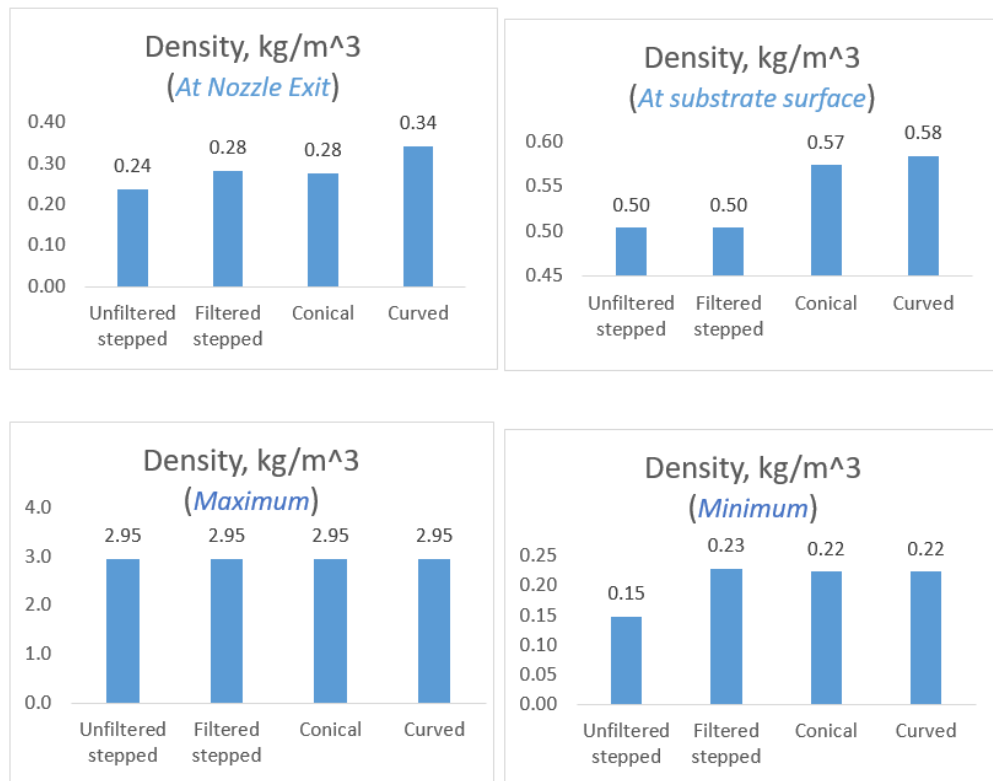 Density, kg/m^3
(At Nozzle Exit)
0.40
0.30
0.20
0.10
0.00
0.24
0.28
0.28
0.34
Unfiltered
stepped
Filtered
stepped
Conical
Curved
Density, kg/m^3
(At substrate surface)
0.60
0.55
0.50
0.45
0.50
0.50
0.57
0.58
Unfiltered
stepped
Filtered
stepped
Conical
Curved
Density, kg/m^3
(Maximum)
4.0
3.0
2.0
1.0
0.0
2.95
2.95
2.95
2.95
Unfiltered
stepped
Filtered
stepped
Conical
Curved
Density, kg/m^3
(Minimum)
0.25
0.20
0.15
0.10
0.05
0.00
0.15
0.23
0.22
0.22
Unfiltered
stepped
Filtered
stepped
Conical
Curved